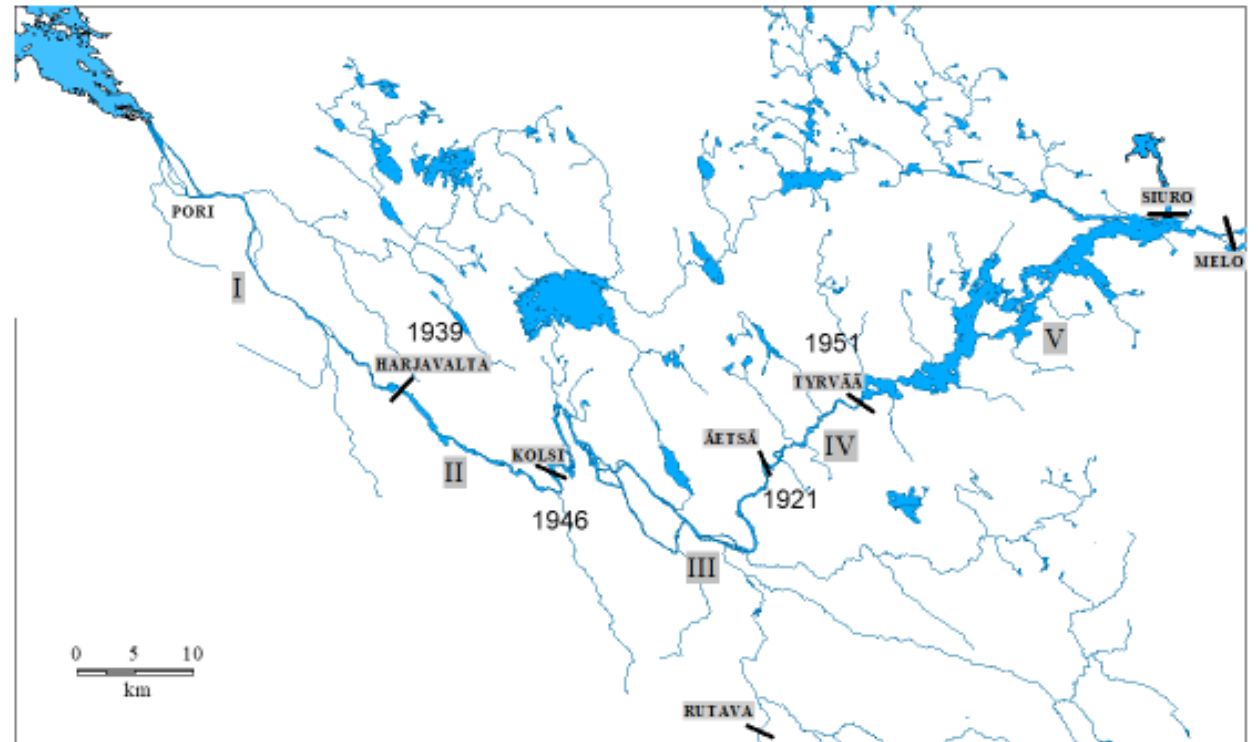 SIURO
PORI
MELO
I
1939
1951
V
HARJAVALTA
TYRVÄÄ
ÄETSÄ
IV
KOLSI
II
1921
1946
III
0 5 10
km
RUTAVA